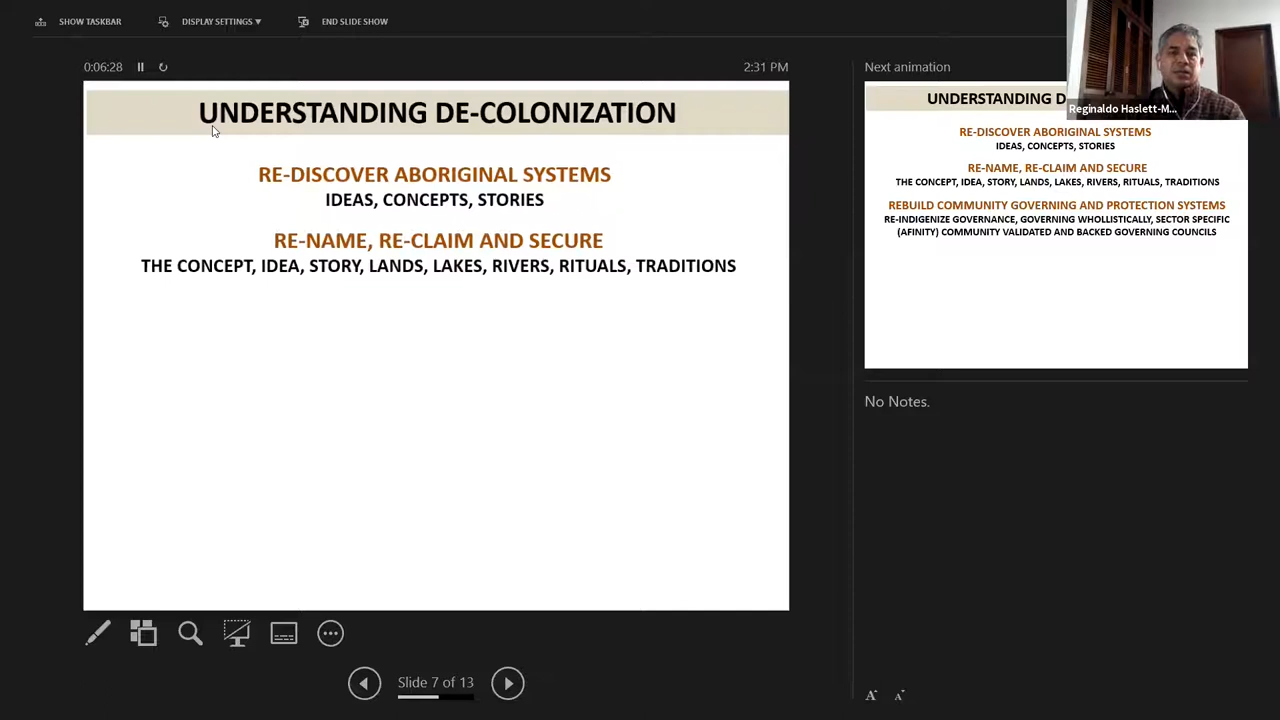 SHOW TASKBAR
DISPLAY SETTINGS ▼
END SLIDE SHOW
0:06:28
2:31 PM
UNDERSTANDING DE-COLONIZATION
RE-DISCOVER ABORIGINAL SYSTEMS
IDEAS, CONCEPTS, STORIES
RE-NAME, RE-CLAIM AND SECURE
THE CONCEPT, IDEA, STORY, LANDS, LAKES, RIVERS, RITUALS, TRADITIONS
Slide 7 of 13
Next animation
Reginaldo Haslett-M...
UNDERSTANDING D
RE-DISCOVER ABORIGINAL SYSTEMS
IDEAS, CONCEPTS, STORIES
RE-NAME, RE-CLAIM AND SECURE
THE CONCEPT, IDEA, STORY, LANDS, LAKES, RIVERS, RITUALS, TRADITIONS
REBUILD COMMUNITY GOVERNING AND PROTECTION SYSTEMS
RE-INDIGENIZE GOVERNANCE, GOVERNING WHOLLISTICALLY, SECTOR SPECIFIC
(AFINITY) COMMUNITY VALIDATED AND BACKED GOVERNING COUNCILS
No Notes.
A A